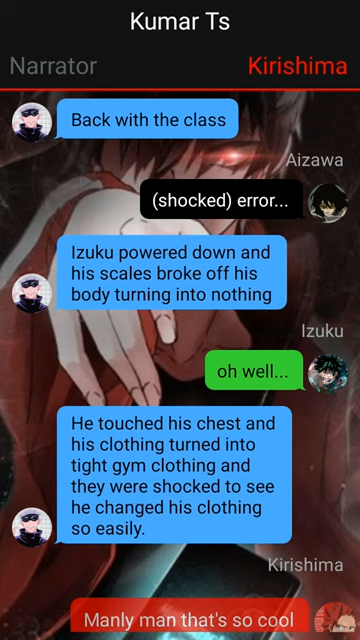 Kumar Ts
Narrator Kirishima
Back with the class
Aizawa
(shocked) error...
Izuku powered down and
his scales broke off his
body turning into nothing
Izuku
oh well...
He touched his chest and
his clothing turned into
tight gym clothing and
they were shocked to see
he changed his clothing
so easily.
Kirishima
Manly man that's so cool